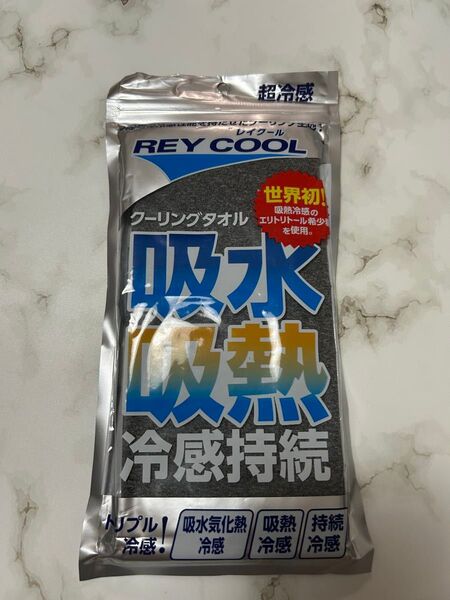 超冷感
レイクール
REY COOL
世界初!
吸熱冷感の
エリトリトール希少
を使用。
クーリングタオル
吸水
吸熱
冷感持続
トリプル
冷感!
吸水気化熱
冷感
吸熱
冷感
持続
冷感